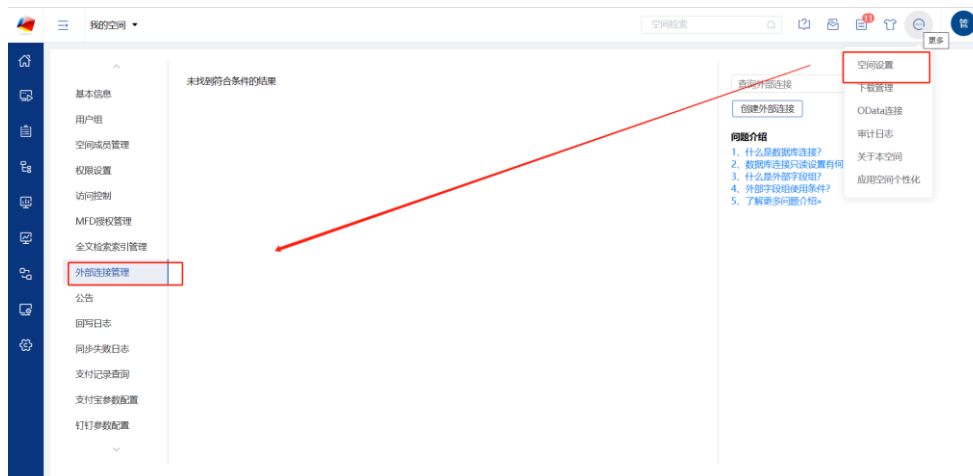 我的空间
空间检索
11
管
更多
基本信息
用户组
空间成员管理
权限设置
访问控制
MFD授权管理
全文检索索引管理
外部连接管理
公告
回写日志
同步失败日志
支付记录查询
支付宝参数配置
钉钉参数配置
未找到符合条件的结果
查询外部连接
创建外部连接
问题介绍
1、什么是数据库连接?
2、数据库连接只读设置有何
3、什么是外部字段组?
4、外部字段组使用条件?
5、了解更多问题介绍»
空间设置
下载管理
OData连接
审计日志
关于本空间
应用空间个性化